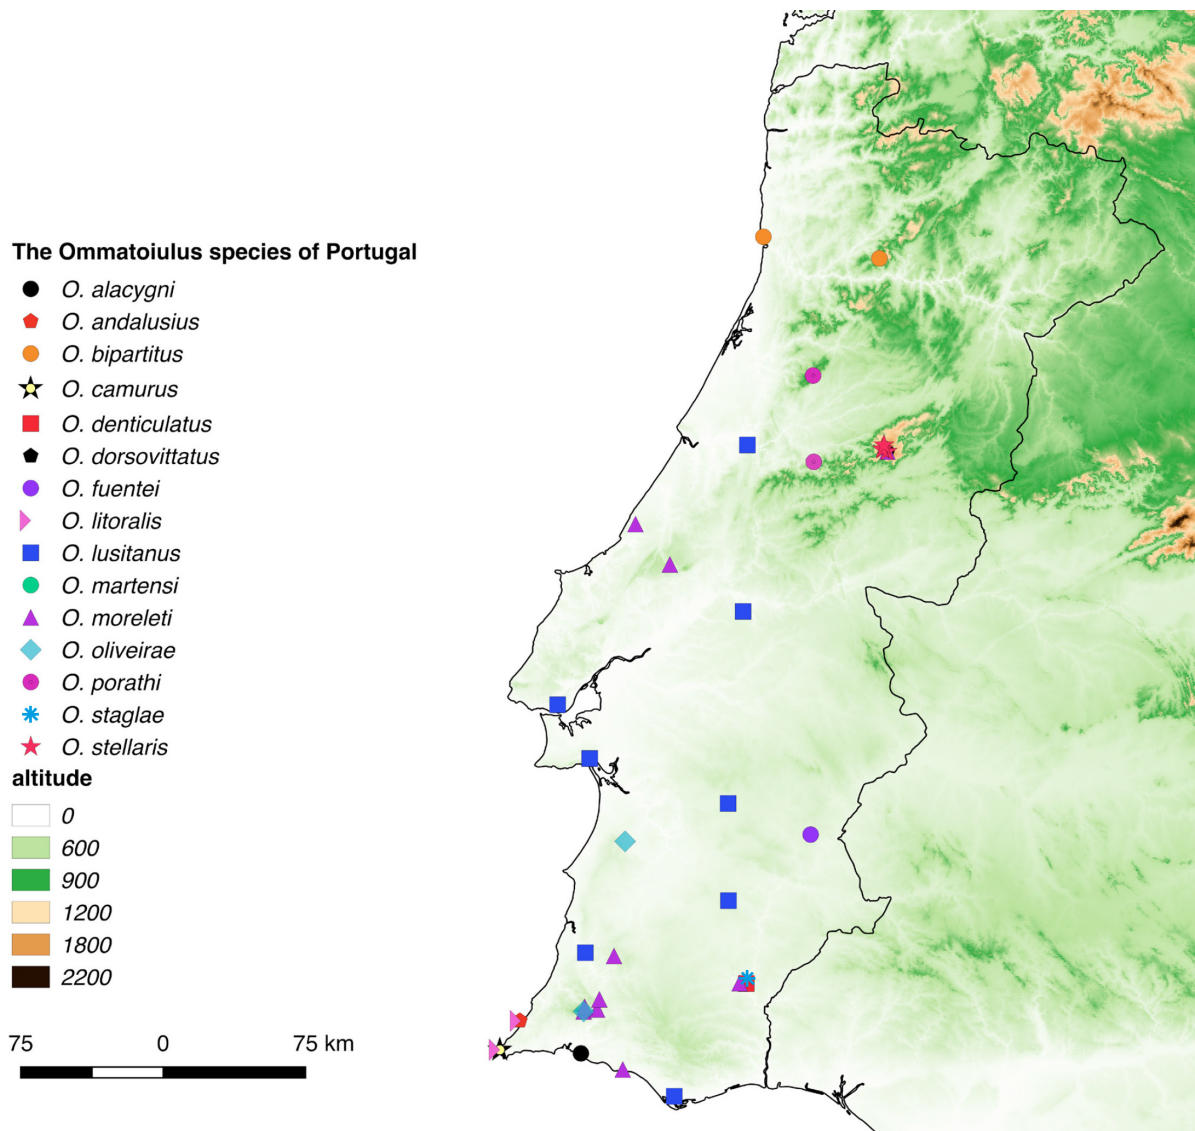 The Ommatoiulus species of Portugal
O. alacygni
O. andalusius
O. bipartitus
O. camurus
O. denticulatus
O. dorsovittatus
O. fuentei
O. litoralis
O. lusitanus
O. martensi
O. moreleti
O. oliveirae
O. porathi
O. staglae
O. stellaris
altitude
0
600
900
1200
1800
2200
75 0 75 km